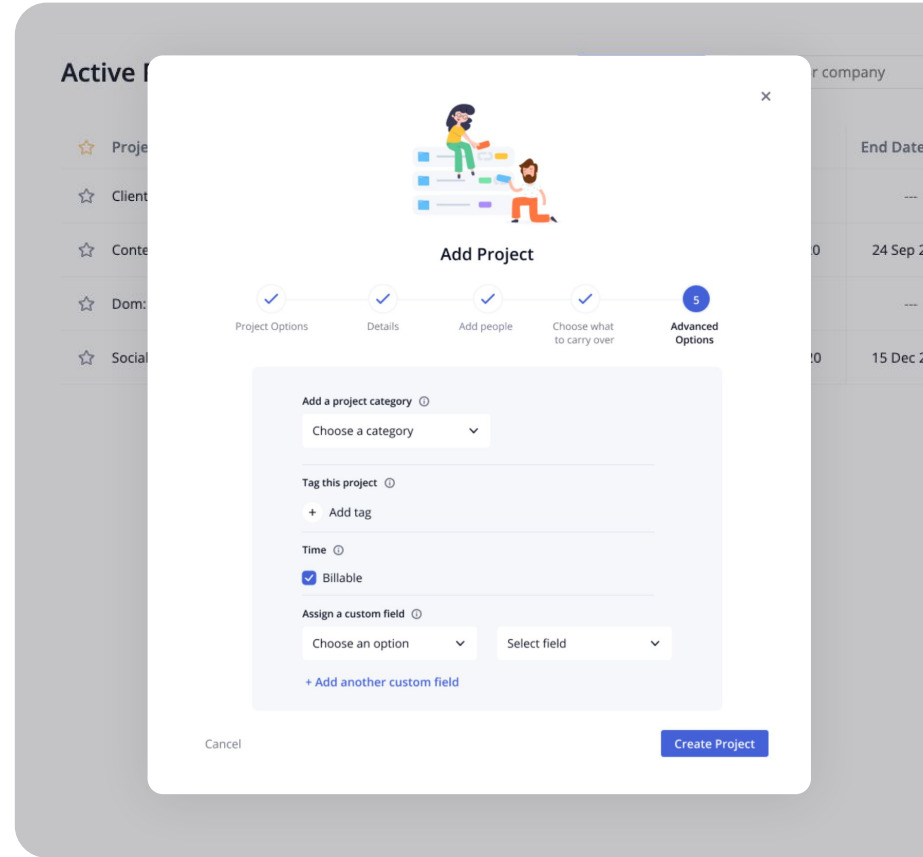 Active
r company
Add Project
Project Options
Details
Add people
Choose what
to carry over
5
Advanced
Options
Proje
End Date
Client
---
Conte
20
24 Sep 2
Dom:
---
Social
20
15 Dec 2
Add a project category
Choose a category
Tag this project
+ Add tag
Time
Billable
Assign a custom field
Choose an option
Select field
+ Add another custom field
Cancel
Create Project